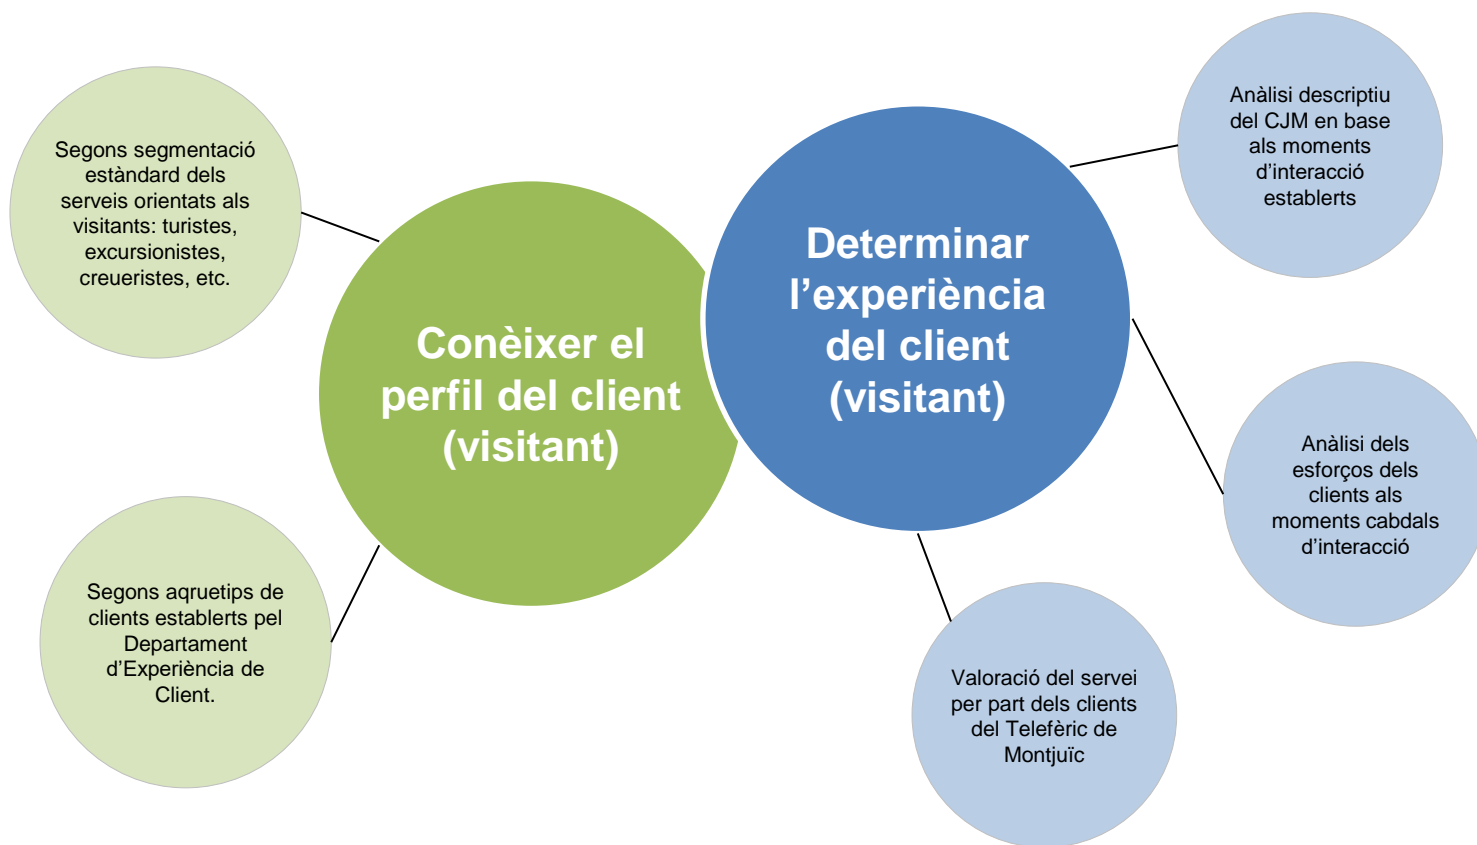 Segons segmentació
estàndard dels
serveis orientats als
visitants: turistes,
excursionistes,
creueristes, etc.
Conèixer el
perfil del client
(visitant)
Segons aqruetips de
clients establerts pel
Departament
d’Experiència de
Client.
Determinar
l’experiència
del client
(visitant)
Anàlisi descriptiu
del CJM en base
als moments
d’interacció
establerts
Anàlisi dels
esforços dels
clients als
moments cabdals
d’interacció
Valoració del servei
per part dels clients
del Telefèric de
Montjuïc